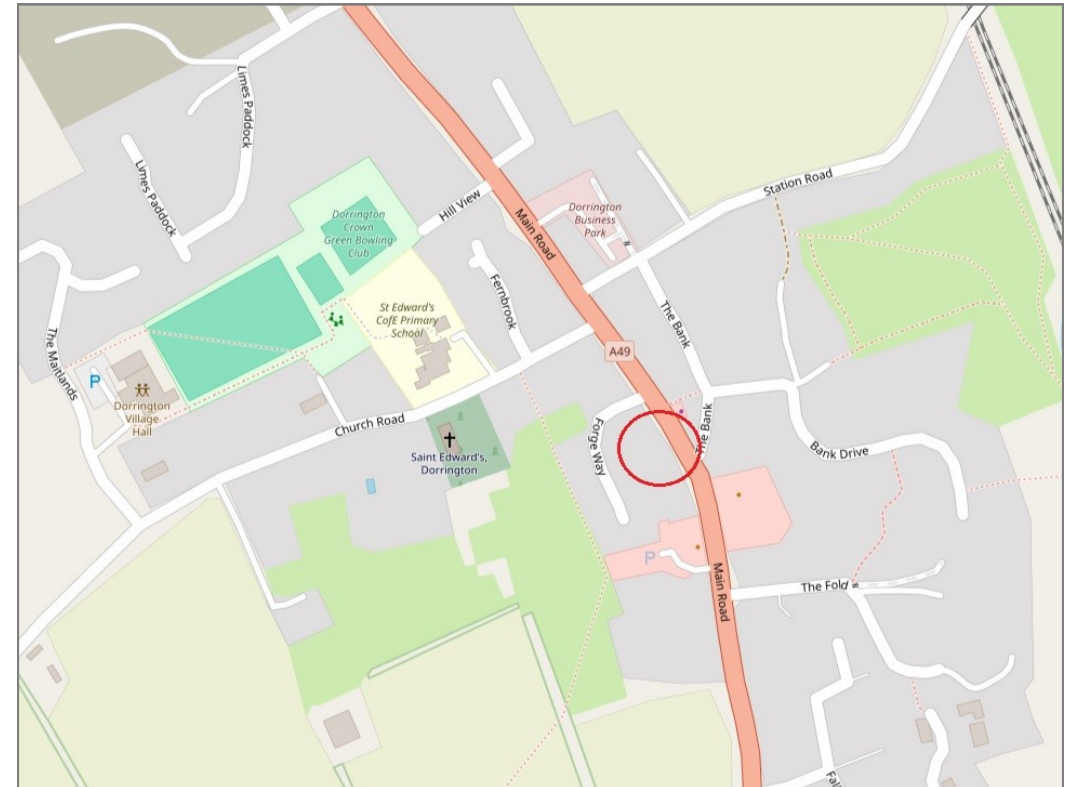 Limes Paddock
Limes Paddock
Dorrington
Crown
Green Bowling
Club
Hill View
Main Road
Dorrington
Business
Park
Station Road
St Edward's
CofE Primary
School
Fernbrook
The Bank
A49
The Maitlands
P
Dorrington
Village
Hall
Church Road
Saint Edward's,
Dorrington
Forge Way
The Bank
Bank Drive
P
Main Road
The Fold